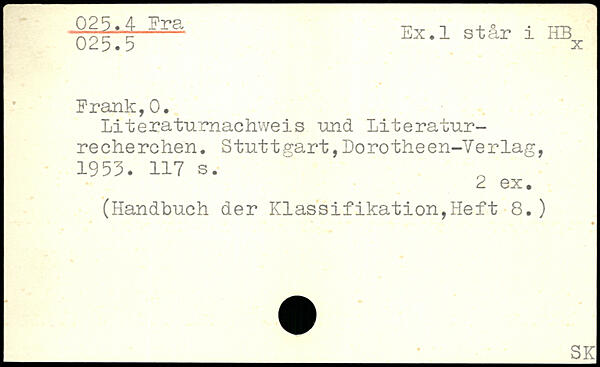 025.4 Fra
025.5
Ex.1 står i HB
x
Frank,O.
Literaturnachweis und Literatur-
recherchen. Stuttgart,Dorotheen-Verlag,
1953. 117 s.
2 ex.
(Handbuch der Klassifikation,Heft 8.)
SK